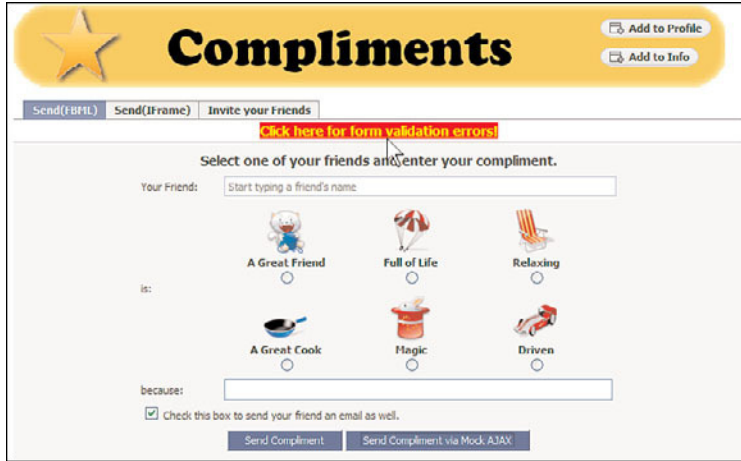 Compliments
Add to Profile
Add to Info
Send(FBML) Send(IFrame) Invite your Friends
Click here for form validation errors!
Select one of your friends and enter your compliment.
Your Friend: Start typing a friend's name
A Great Friend Full of Life Relaxing
is:
A Great Cook Magic Driven
because:
Check this box to send your friend an email as well.
Send Compliment Send Compliment via Mock AJAX